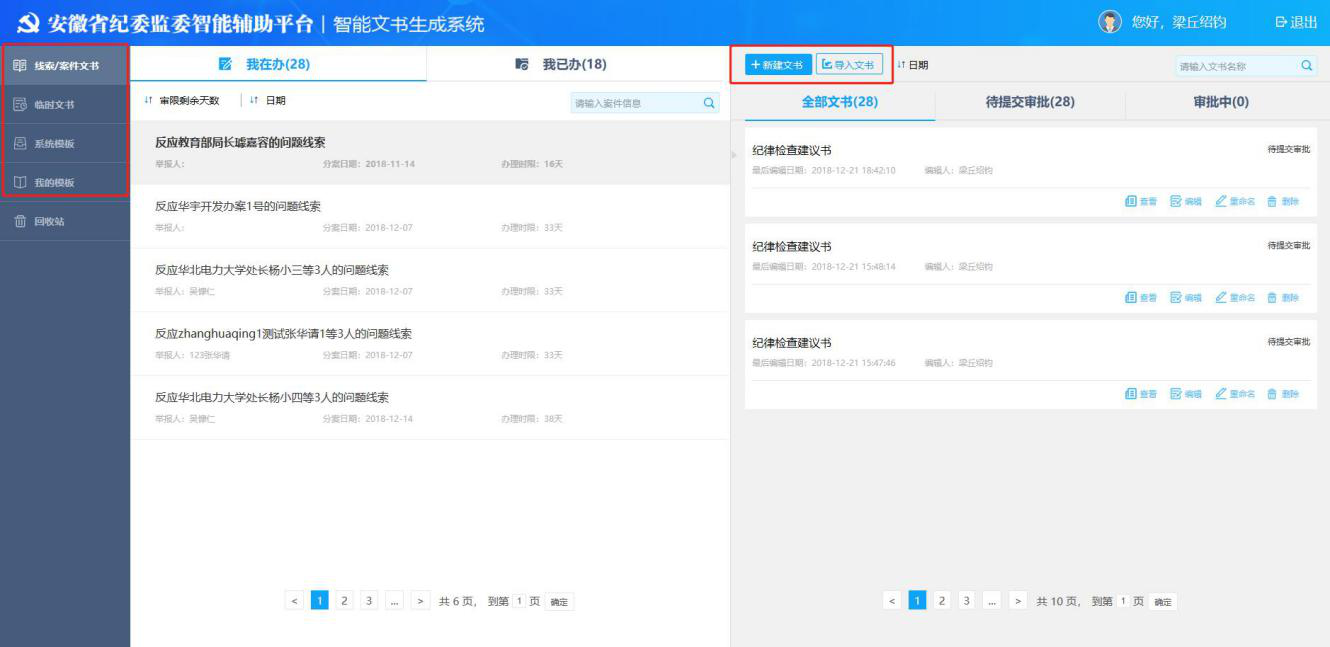 安徽省纪委监委智能辅助平台 | 智能文书生成系统
您好，梁丘绍钧
退出
线索/案件文书
临时文书
系统模板
我的模板
回收站
我在办(28)
我已办(18)
审限剩余天数
日期
请输入案件信息
反应教育部局长璩嘉容的问题线索
举报人：
分案日期：2018-11-14
办理时限：16天
反应华宇开发办案1号的问题线索
举报人：
分案日期：2018-12-07
办理时限：33天
反应华北电力大学处长杨小三等3人的问题线索
举报人：吴慷仁
分案日期：2018-12-07
办理时限：33天
反应zhanghuaqing1测试张华请1等3人的问题线索
举报人：123张华请
分案日期：2018-12-07
办理时限：33天
反应华北电力大学处长杨小四等3人的问题线索
举报人：吴慷仁
分案日期：2018-12-14
办理时限：38天
< 1 2 3 ... > 共 6 页， 到第 1 页 确定
+新建文书
导入文书
日期
请输入文书名称
全部文书(28)
待提交审批(28)
审批中(0)
纪律检查建议书
待提交审批
最后编辑日期：2018-12-21 18:42:10
编辑人：梁丘绍钧
查看 编辑 重命名 删除
纪律检查建议书
待提交审批
最后编辑日期：2018-12-21 15:48:14
编辑人：梁丘绍钧
查看 编辑 重命名 删除
纪律检查建议书
待提交审批
最后编辑日期：2018-12-21 15:47:46
编辑人：梁丘绍钧
查看 编辑 重命名 删除
< 1 2 3 ... > 共 10 页， 到第 1 页 确定